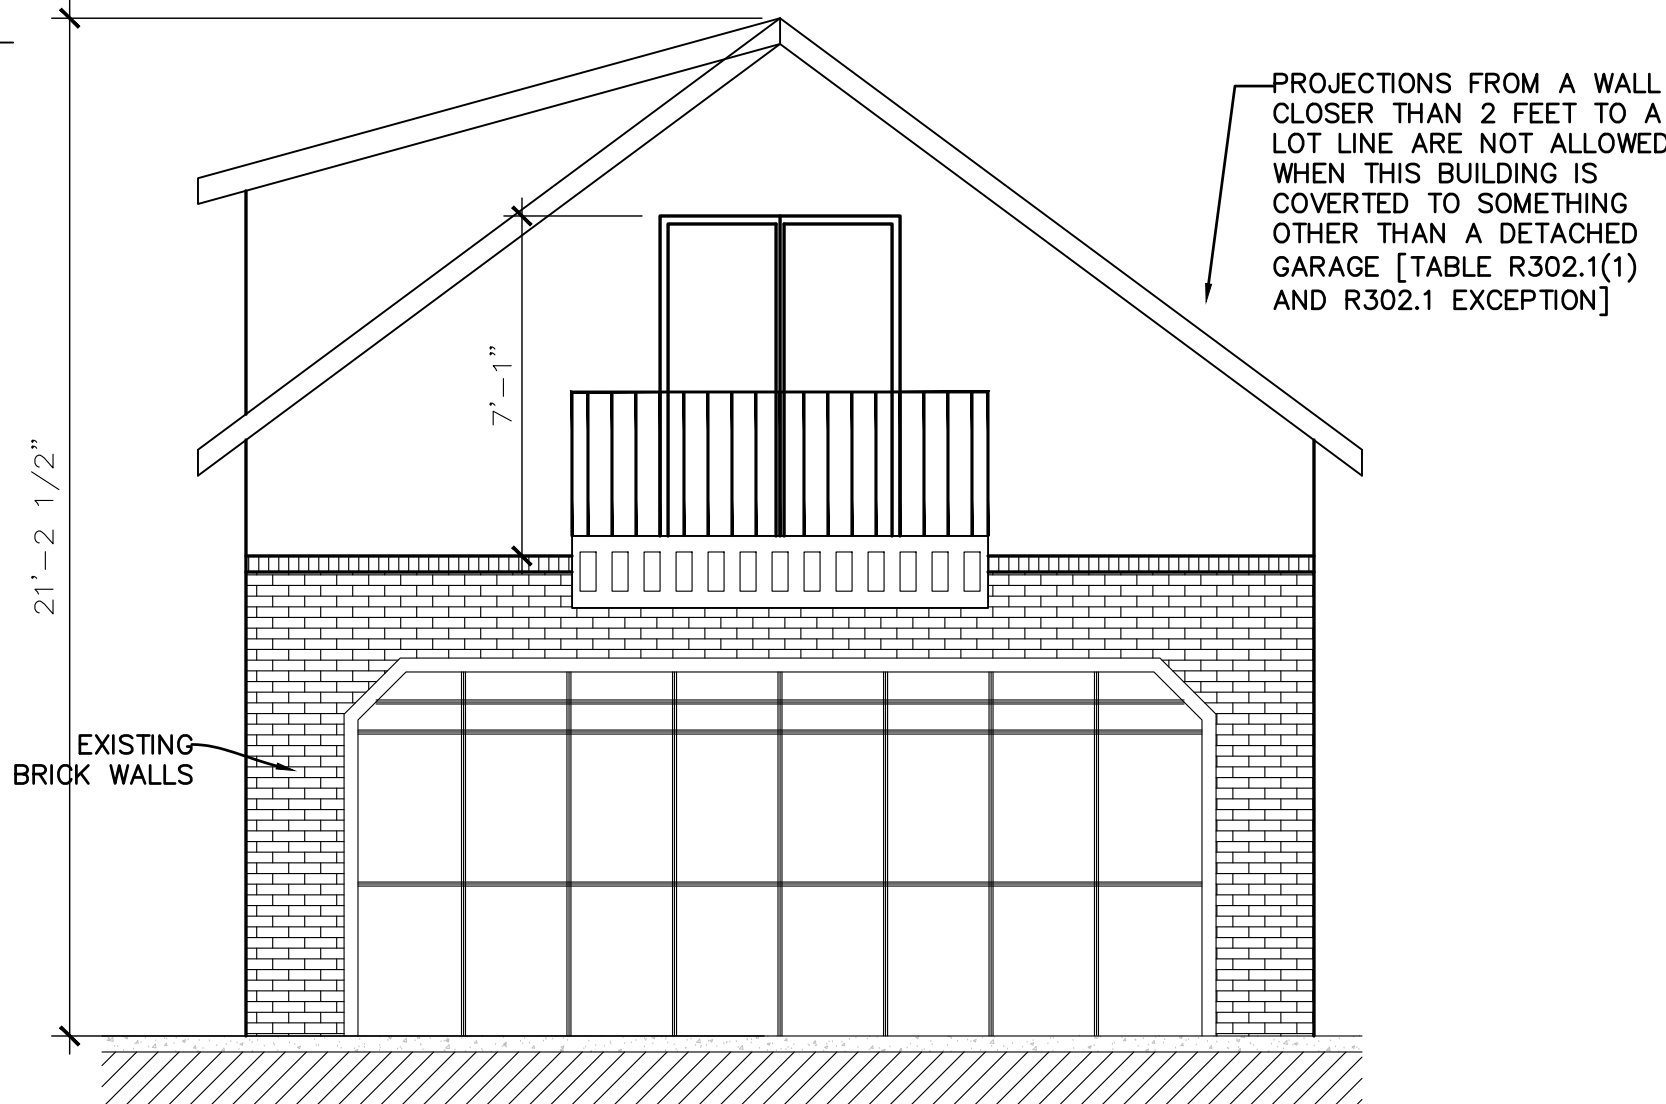 PROJECTIONS FROM A WALL
CLOSER THAN 2 FEET TO A
LOT LINE ARE NOT ALLOWED
WHEN THIS BUILDING IS
COVERTED TO SOMETHING
OTHER THAN A DETACHED
GARAGE [TABLE R302.1(1)
AND R302.1 EXCEPTION]
7'-1"
21'-2 1/2"
EXISTING
BRICK WALLS